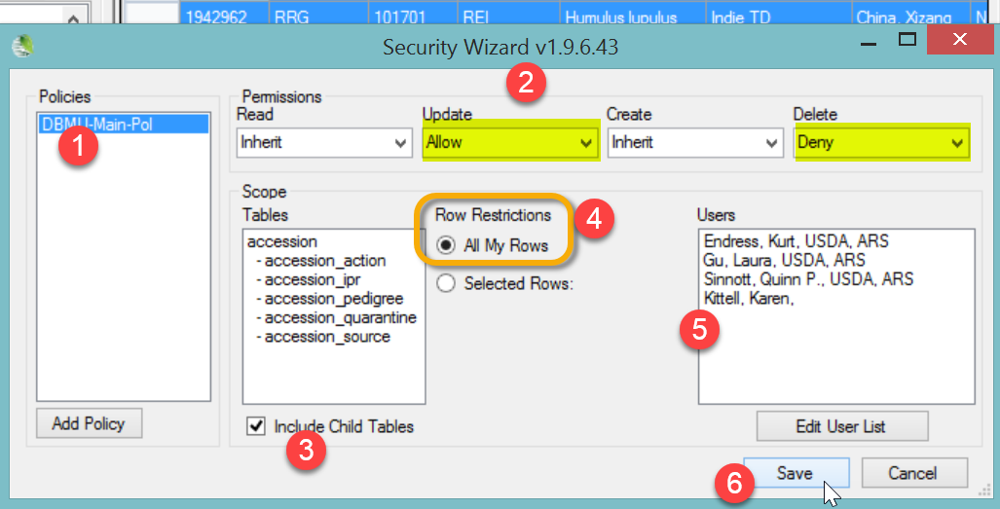 1942962 RRG 101701 REI Humulus lupulus Indie TD China, Xizang N
Security Wizard v1.9.6.43
2
Policies
Permissions
DBMU-Main-Pol
1
Read Update Create Delete
Inherit Allow Inherit Deny
Scope
Tables
Row Restrictions
4
Users
accession
- accession_action
- accession_ipr
- accession_pedigree
- accession_quarantine
- accession_source
All My Rows
Selected Rows:
Endress, Kurt, USDA, ARS
Gu, Laura, USDA, ARS
Sinnott, Quinn P., USDA, ARS
Kittell, Karen,
5
Add Policy
Include Child Tables
3
Edit User List
6
Save
Cancel